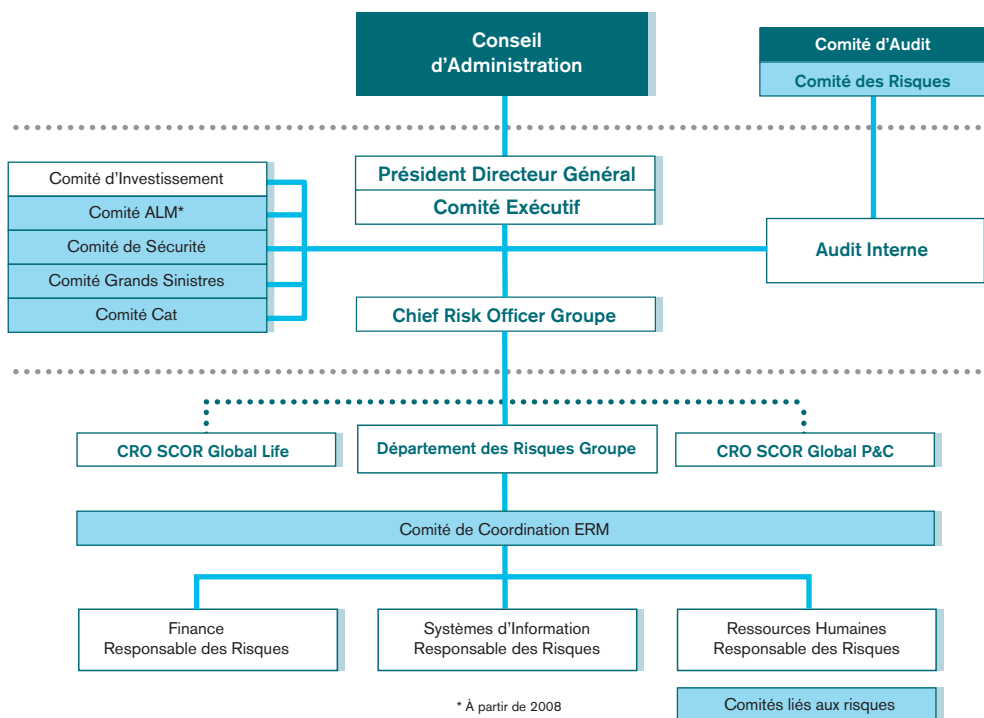 Conseil
d'Administration
Comité d'Audit
Comité des Risques
Comité d'Investissement
Comité ALM*
Comité de Sécurité
Comité Grands Sinistres
Comité Cat
Président Directeur Général
Comité Exécutif
Audit Interne
Chief Risk Officer Groupe
CRO SCOR Global Life
Département des Risques Groupe
CRO SCOR Global P&C
Comité de Coordination ERM
Finance
Responsable des Risques
Systèmes d'Information
Responsable des Risques
Ressources Humaines
Responsable des Risques
* À partir de 2008
Comités liés aux risques